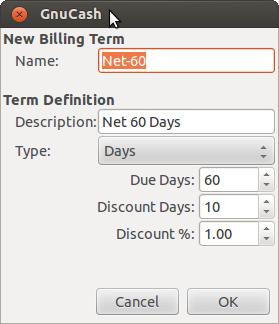 GnuCash
New Billing Term
Name: Net-60
Term Definition
Description: Net 60 Days
Type: Days
Due Days: 60
Discount Days: 10
Discount %: 1.00
Cancel OK